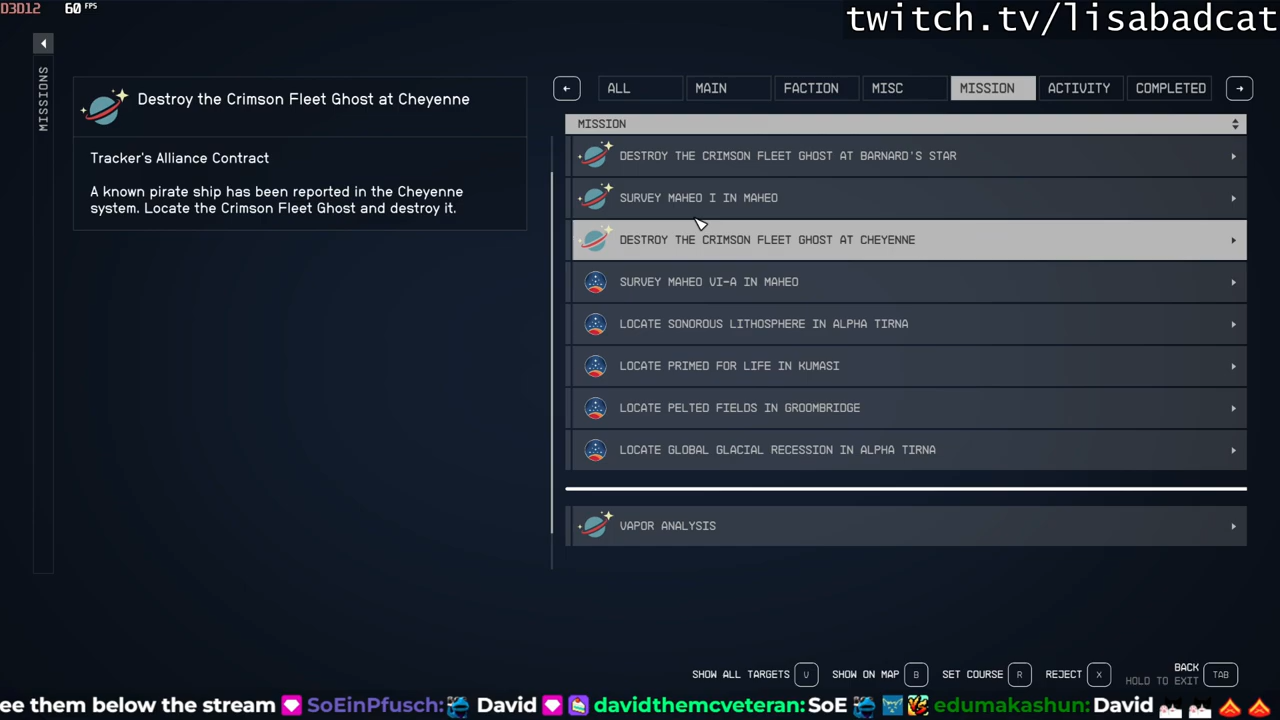 D3D12 60 FPS
twitch.tv/lisabadcat
MISSIONS
Destroy the Crimson Fleet Ghost at Cheyenne
Tracker's Alliance Contract
A known pirate ship has been reported in the Cheyenne
system. Locate the Crimson Fleet Ghost and destroy it.
ALL MAIN FACTION MISC MISSION ACTIVITY COMPLETED
MISSION
DESTROY THE CRIMSON FLEET GHOST AT BARNARD'S STAR
SURVEY MAHEO I IN MAHEO
DESTROY THE CRIMSON FLEET GHOST AT CHEYENNE
SURVEY MAHEO VI-A IN MAHEO
LOCATE SONOROUS LITHOSPHERE IN ALPHA TIRNA
LOCATE PRIMED FOR LIFE IN KUMASI
LOCATE PELTED FIELDS IN GROOMBRIDGE
LOCATE GLOBAL GLACIAL RECESSION IN ALPHA TIRNA
VAPOR ANALYSIS
SHOW ALL TARGETS V SHOW ON MAP B SET COURSE R REJECT X BACK TAB
HOLD TO EXIT
ee them below the stream SoEinPfusch: David davidthemcveteran: SoE edumakashun: David